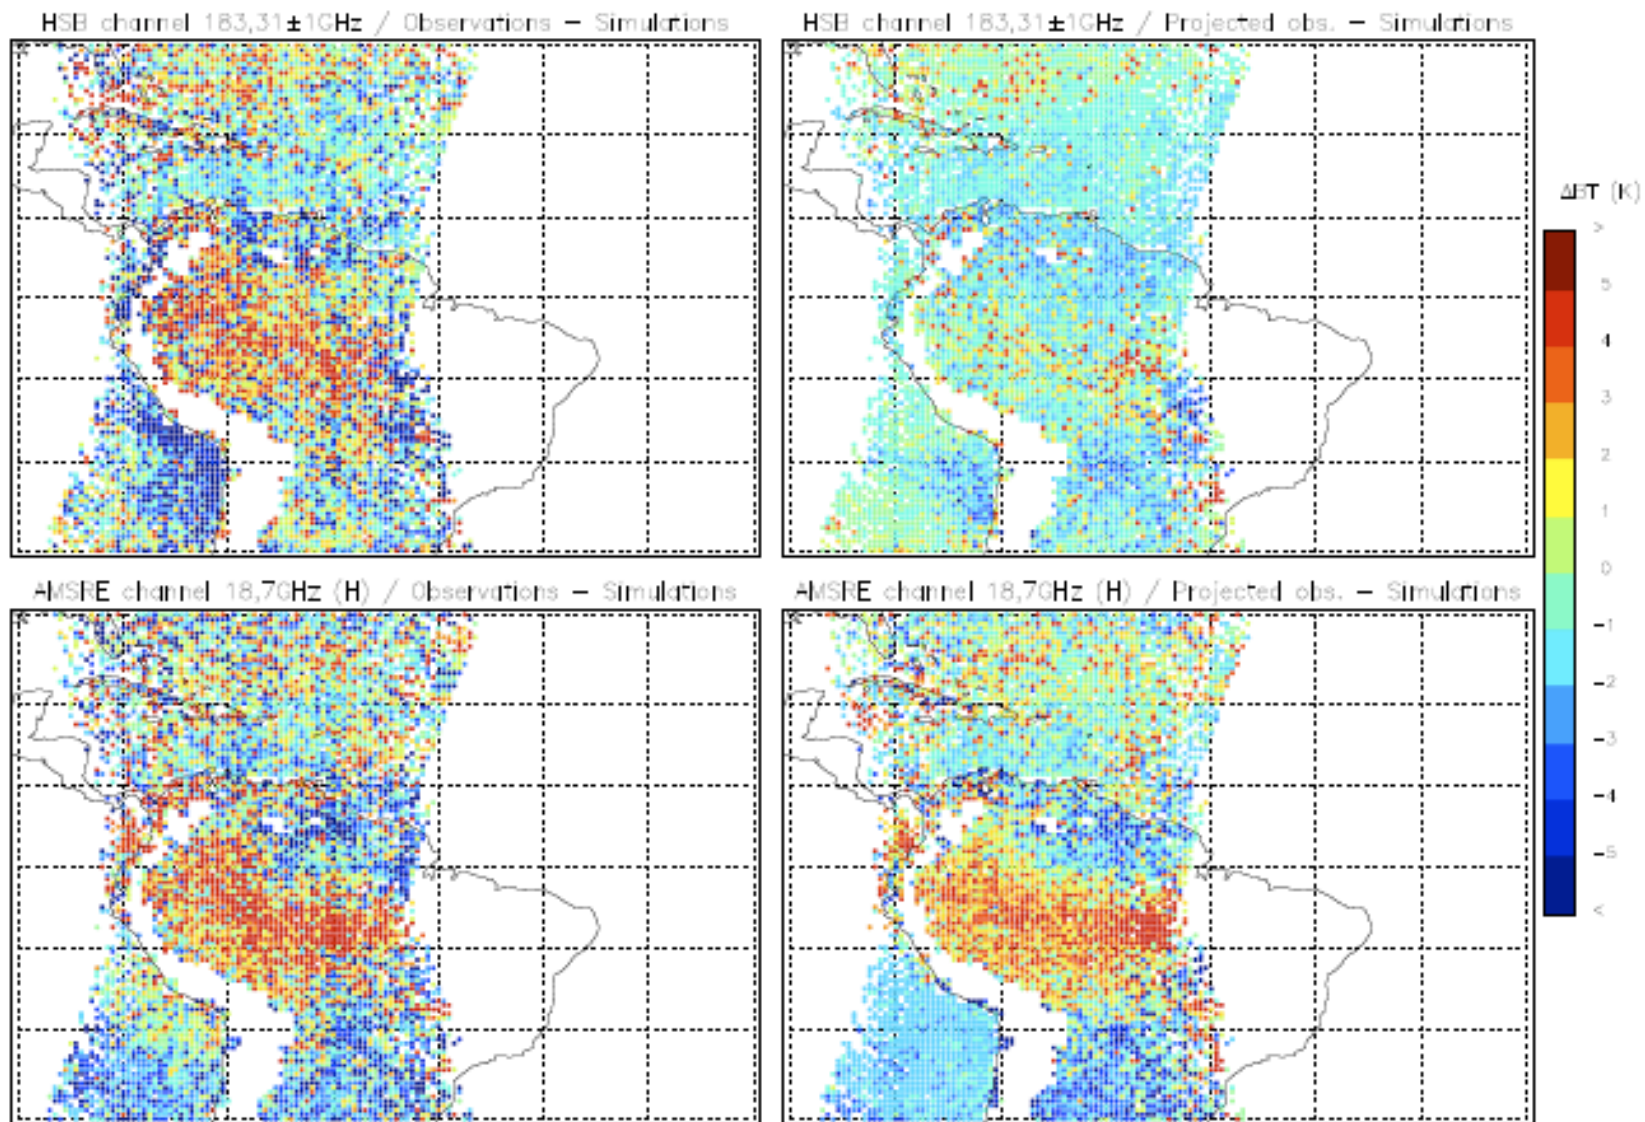 HSB channel 183,31±1GHz / Observations – Simulations
HSB channel 183,31±1GHz / Projected obs. – Simulations
AMSRE channel 18,7GHz (H) / Observations – Simulations
AMSRE channel 18,7GHz (H) / Projected obs. – Simulations
ΔBT (K)
>
5
4
3
2
1
0
-1
-2
-3
-4
-5
<